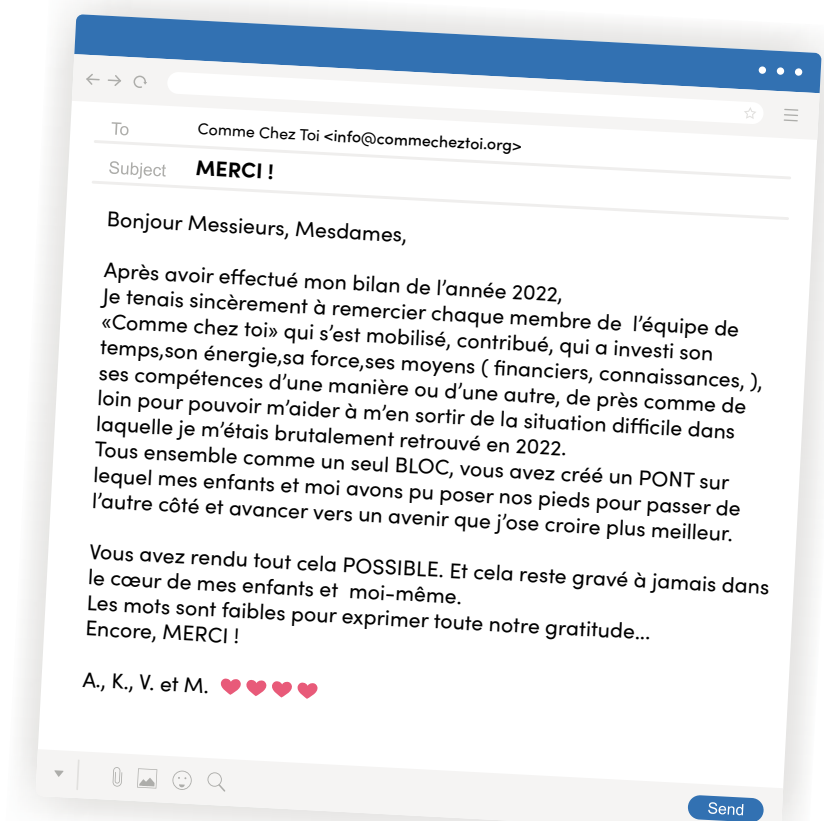 To Comme Chez Toi <info@commecheztoi.org>
Subject MERCI !
Bonjour Messieurs, Mesdames,
Après avoir effectué mon bilan de l'année 2022,
Je tenais sincèrement à remercier chaque membre de l'équipe de
«Comme chez toi» qui s'est mobilisé, contribué, qui a investi son
temps,son énergie,sa force,ses moyens ( financiers, connaissances, ),
ses compétences d'une manière ou d'une autre, de près comme de
loin pour pouvoir m'aider à m'en sortir de la situation difficile dans
laquelle je m'étais brutalement retrouvé en 2022.
Tous ensemble comme un seul BLOC, vous avez créé un PONT sur
lequel mes enfants et moi avons pu poser nos pieds pour passer de
l'autre côté et avancer vers un avenir que j'ose croire plus meilleur.
Vous avez rendu tout cela POSSIBLE. Et cela reste gravé à jamais dans
le cœur de mes enfants et moi-même.
Les mots sont faibles pour exprimer toute notre gratitude...
Encore, MERCI !
A., K., V. et M.
Send